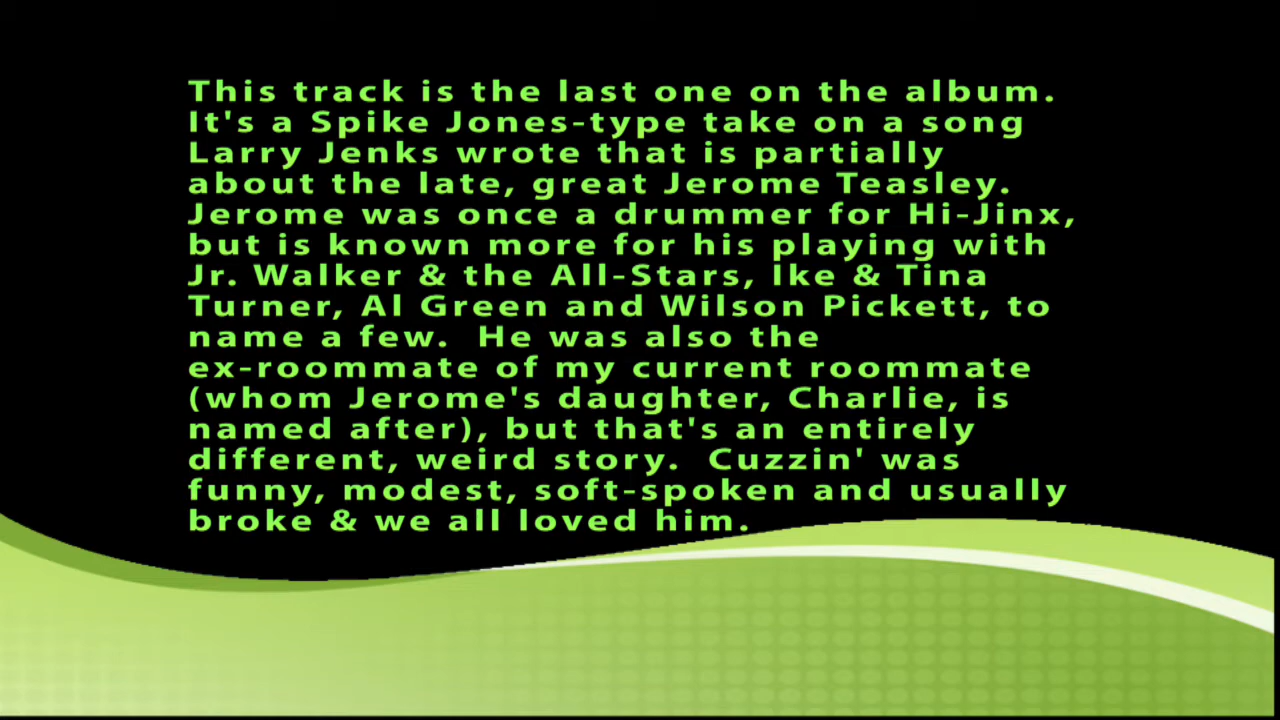 This track is the last one on the album.
It's a Spike Jones-type take on a song
Larry Jenks wrote that is partially
about the late, great Jerome Teasley.
Jerome was once a drummer for Hi-Jinx,
but is known more for his playing with
Jr. Walker & the All-Stars, Ike & Tina
Turner, Al Green and Wilson Pickett, to
name a few.  He was also the
ex-roommate of my current roommate
(whom Jerome's daughter, Charlie, is
named after), but that's an entirely
different, weird story.  Cuzzin' was
funny, modest, soft-spoken and usually
broke & we all loved him.